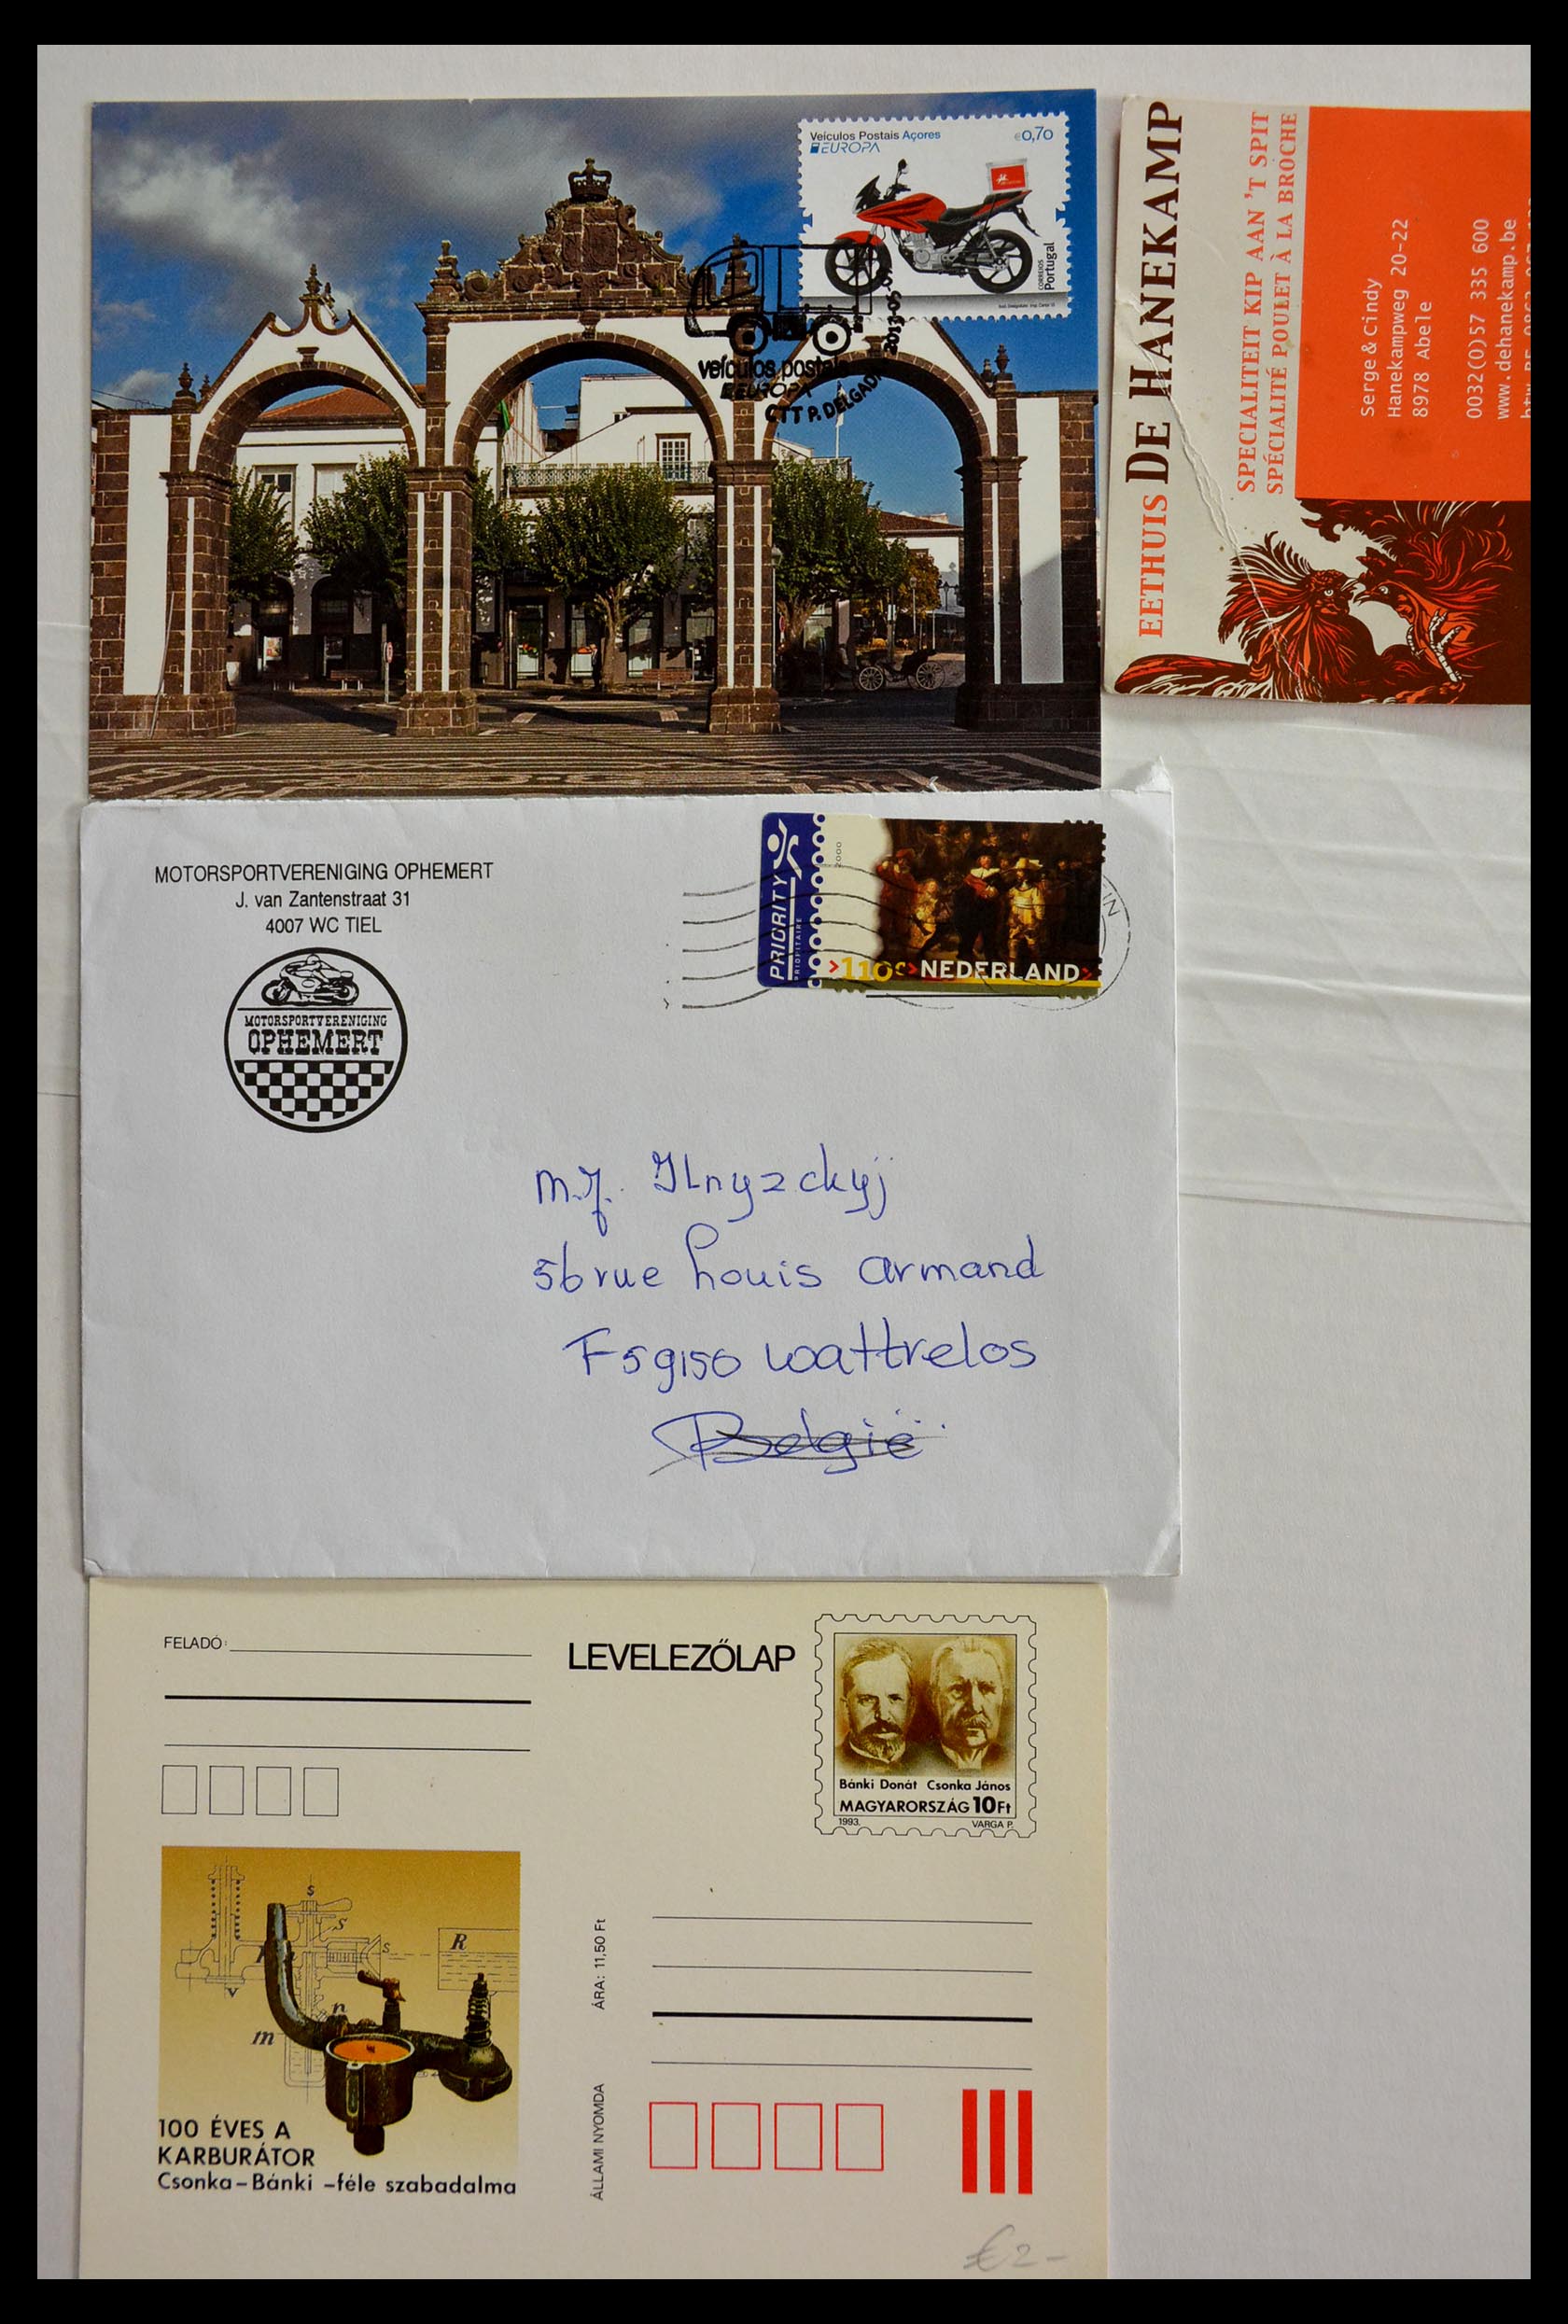 Veículos Postais Açores
€0,70
EUROPA
CORREIOS
Portugal
veículos postais
EUROPA
CTT P. DELGADA
EETHUIS DE HANEKAMP
SPECIALITEIT KIP AAN 'T SPIT
SPÉCIALITÉ POULET À LA BROCHE
Serge & Cindy
Hanekampweg 20-22
8978 Abele
0032(0)57 335 600
www.dehanekamp.be
MOTORSPORTVERENIGING OPHEMERT
J. van Zantenstraat 31
4007 WC TIEL
MOTORSPORTVERENIGING
OPHEMERT
PRIORITY
PRIORITAIRE
2000
110c NEDERLAND
m.f. Ilnyzckyj
56 rue Louis Armand
F 59150 Wattrelos
België
FELADÓ:
LEVELEZŐLAP
Bánki Donát Csonka János
MAGYARORSZÁG 10Ft
1993. VARGA P.
S
S
S
R
V
n
m
100 ÉVES A
KARBURÁTOR
Csonka–Bánki –féle szabadalma
ÁRA: 11,50 Ft
ÁLLAMI NYOMDA
€ 2-